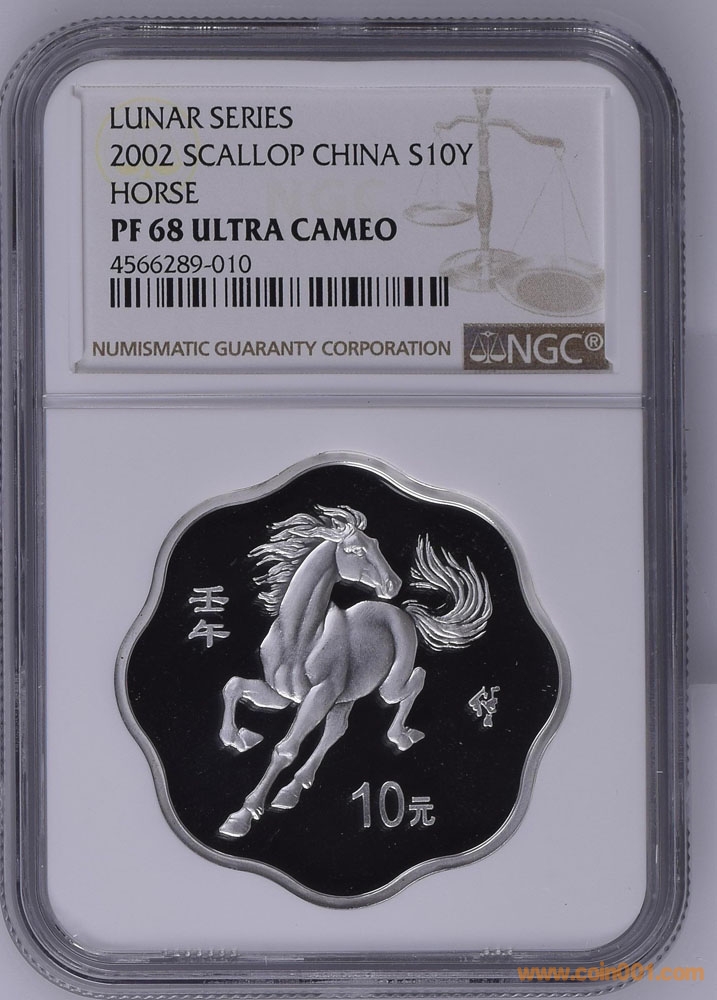 LUNAR SERIES
2002 SCALLOP CHINA S10Y
HORSE
PF 68 ULTRA CAMEO
4566289-010
NUMISMATIC GUARANTY CORPORATION
NGC®
NGC
壬午
10元
www.coin001.com